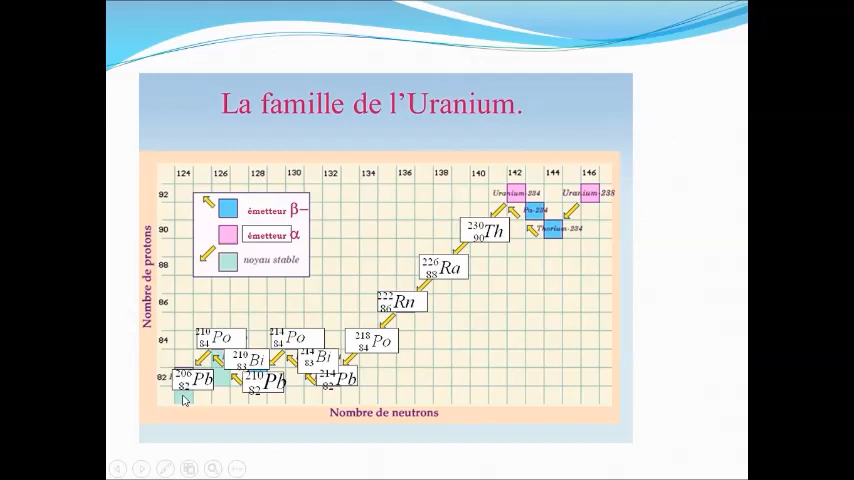 La famille de l'Uranium.
124 126 128 130 132 134 136 138 140 142 144 146
92
90
88
86
84
82
Nombre de protons
émetteur β−
émetteur α
noyau stable
Uranium-234
Uranium-238
Pa-234
Thorium-234
230 90 Th
226 88 Ra
222 86 Rn
218 84 Po
214 84 Po
210 84 Po
214 83 Bi
210 83 Bi
214 82 Pb
210 82 Pb
206 82 Pb
Nombre de neutrons